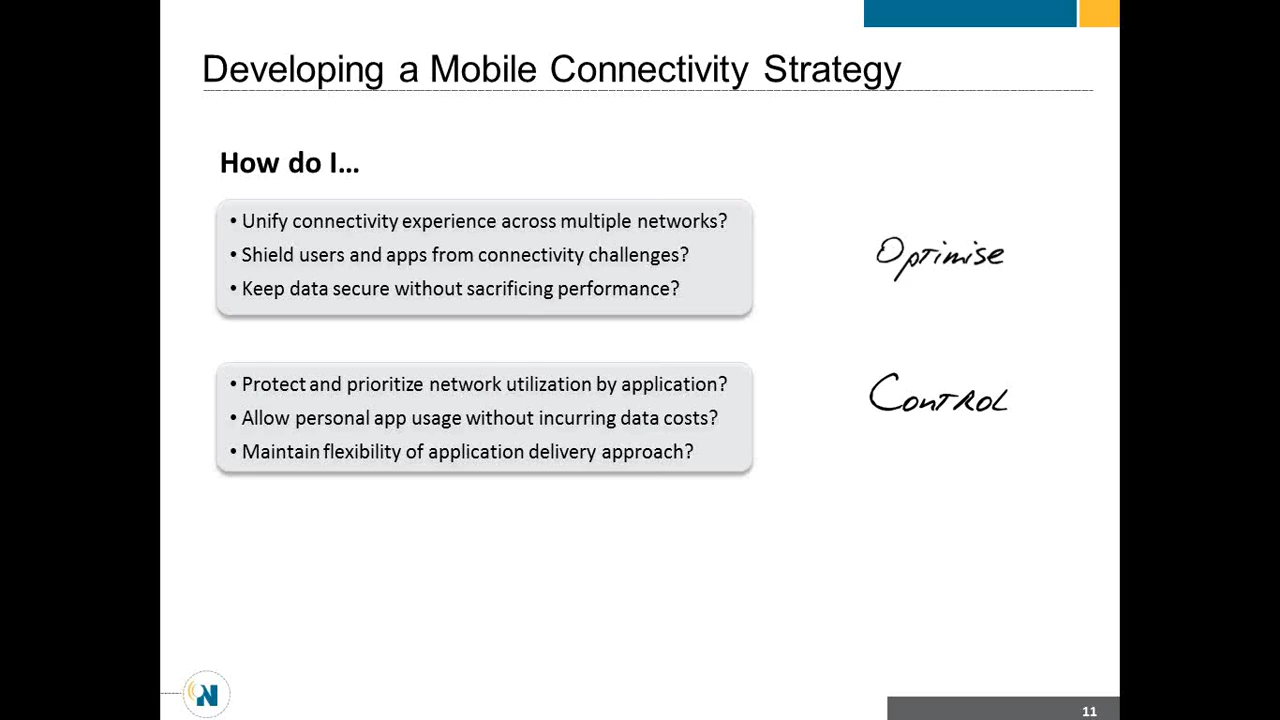 Developing a Mobile Connectivity Strategy
How do I...
• Unify connectivity experience across multiple networks?
• Shield users and apps from connectivity challenges?
• Keep data secure without sacrificing performance?
Optimise
• Protect and prioritize network utilization by application?
• Allow personal app usage without incurring data costs?
• Maintain flexibility of application delivery approach?
Control
N
11